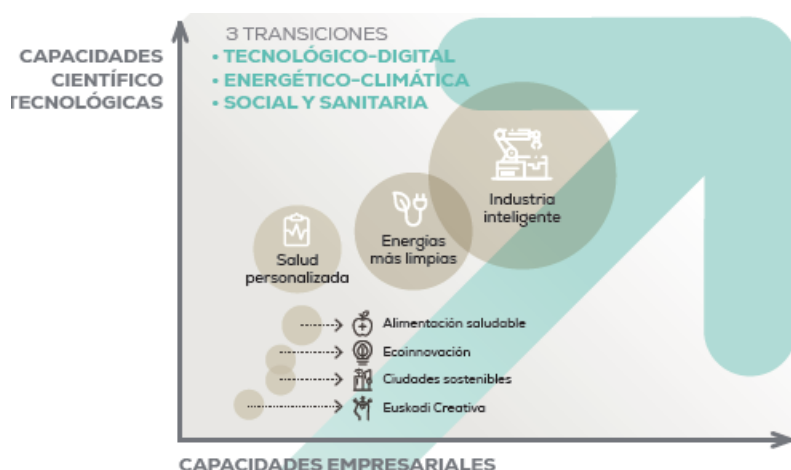 3 TRANSICIONES
• TECNOLÓGICO-DIGITAL
• ENERGÉTICO-CLIMÁTICA
• SOCIAL Y SANITARIA
CAPACIDADES
CIENTÍFICO
TECNOLÓGICAS
Industria
inteligente
Energías
más limpias
Salud
personalizada
Alimentación saludable
Ecoinnovación
Ciudades sostenibles
Euskadi Creativa
CAPACIDADES EMPRESARIALES